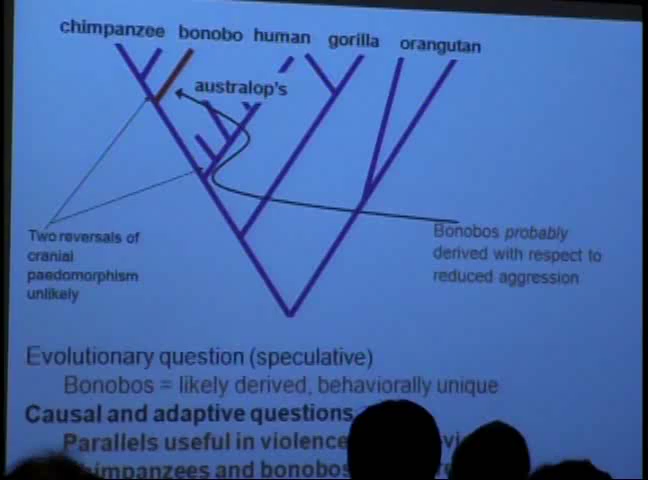 chimpanzee bonobo human gorilla orangutan
australop's
Two reversals of
cranial
paedomorphism
unlikely
Bonobos probably
derived with respect to
reduced aggression
Evolutionary question (speculative)
Bonobos = likely derived, behaviorally unique
Causal and adaptive questions
Parallels useful in violence
himpanzees and bonobos